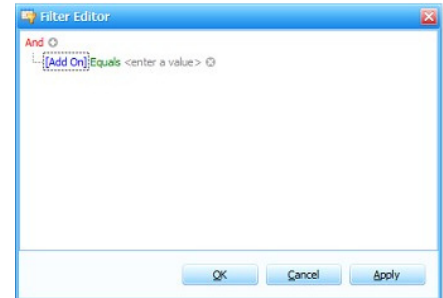 Filter Editor
And
[Add On] Equals <enter a value>
OK Cancel Apply